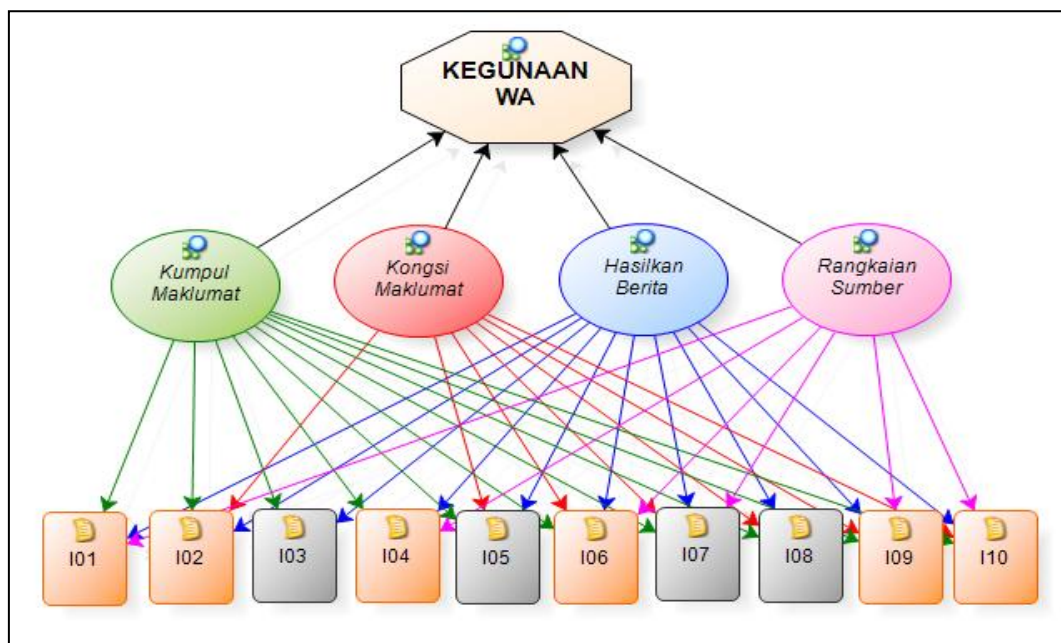 KEGUNAAN
WA
Kumpul
Maklumat
Kongsi
Maklumat
Hasilkan
Berita
Rangkaian
Sumber
I01
I02
I03
I04
I05
I06
I07
I08
I09
I10